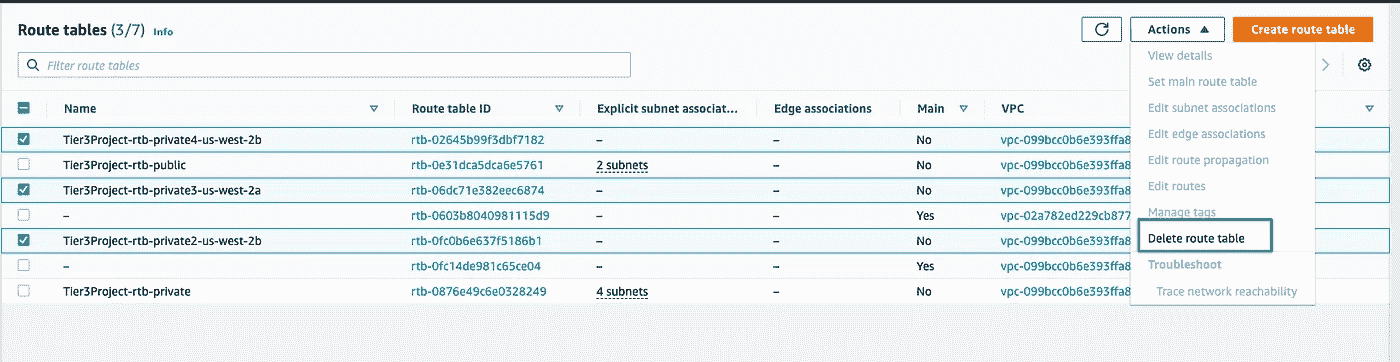 Route tables (3/7) Info
Actions ▲
Create route table
Filter route tables
View details
Set main route table
Edit subnet associations
Edit edge associations
Edit route propagation
Edit routes
Manage tags
Delete route table
Troubleshoot
Trace network reachability
Name Route table ID Explicit subnet associat... Edge associations Main VPC
Tier3Project-rtb-private4-us-west-2b rtb-02645b99f3dbf7182 – – No vpc-099bcc0b6e393ffa8
Tier3Project-rtb-public rtb-0e31dca5dca6e5761 2 subnets – No vpc-099bcc0b6e393ffa8
Tier3Project-rtb-private3-us-west-2a rtb-06dc71e382eec6874 – – No vpc-099bcc0b6e393ffa8
– rtb-0603b8040981115d9 – – Yes vpc-02a782ed229cb877
Tier3Project-rtb-private2-us-west-2b rtb-0fc0b6e637f5186b1 – – No vpc-099bcc0b6e393ffa8
– rtb-0fc14de981c65ce04 – – Yes vpc-099bcc0b6e393ffa8
Tier3Project-rtb-private rtb-0876e49c6e0328249 4 subnets – No vpc-099bcc0b6e393ffa8